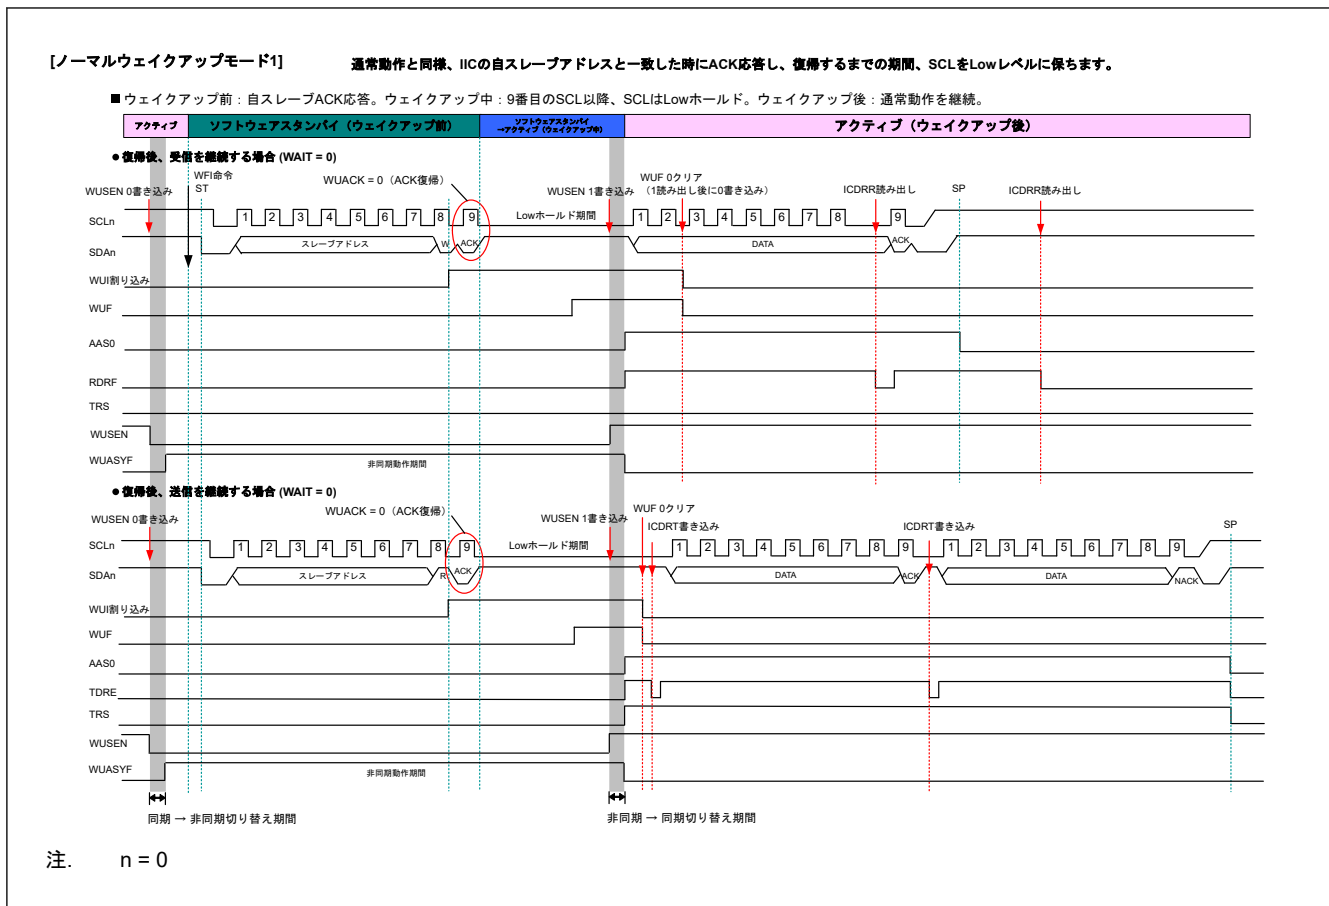 [ノーマルウェイクアップモード1]
通常動作と同様、IICの自スレーブアドレスと一致した時にACK応答し、復帰するまでの期間、SCLをLowレベルに保ちます。
■ウェイクアップ前：自スレーブACK応答。ウェイクアップ中：9番目のSCL以降、SCLはLowホールド。ウェイクアップ後：通常動作を継続。
アクティブ
ソフトウェアスタンバイ（ウェイクアップ前）
ソフトウェアスタンバイ
→アクティブ（ウェイクアップ中）
アクティブ（ウェイクアップ後）
●復帰後、受信を継続する場合 (WAIT = 0)
WUSEN 0書き込み
WFI命令
ST
WUACK = 0（ACK復帰）
WUSEN 1書き込み
WUF 0クリア
（1読み出し後に0書き込み）
ICDRR読み出し
SP
ICDRR読み出し
SCLn
1 2 3 4 5 6 7 8 9
Lowホールド期間
1 2 3 4 5 6 7 8 9
SDAn
スレーブアドレス
W
ACK
DATA
ACK
WUI割り込み
WUF
AAS0
RDRF
TRS
WUSEN
WUASYF
非同期動作期間
●復帰後、送信を継続する場合 (WAIT = 0)
WUSEN 0書き込み
WUACK = 0（ACK復帰）
WUSEN 1書き込み
WUF 0クリア
ICDRT書き込み
ICDRT書き込み
SP
SCLn
1 2 3 4 5 6 7 8 9
Lowホールド期間
1 2 3 4 5 6 7 8 9
1 2 3 4 5 6 7 8 9
SDAn
スレーブアドレス
R
ACK
DATA
ACK
DATA
NACK
WUI割り込み
WUF
AAS0
TDRE
TRS
WUSEN
WUASYF
非同期動作期間
同期 → 非同期切り替え期間
非同期 → 同期切り替え期間
注. n = 0